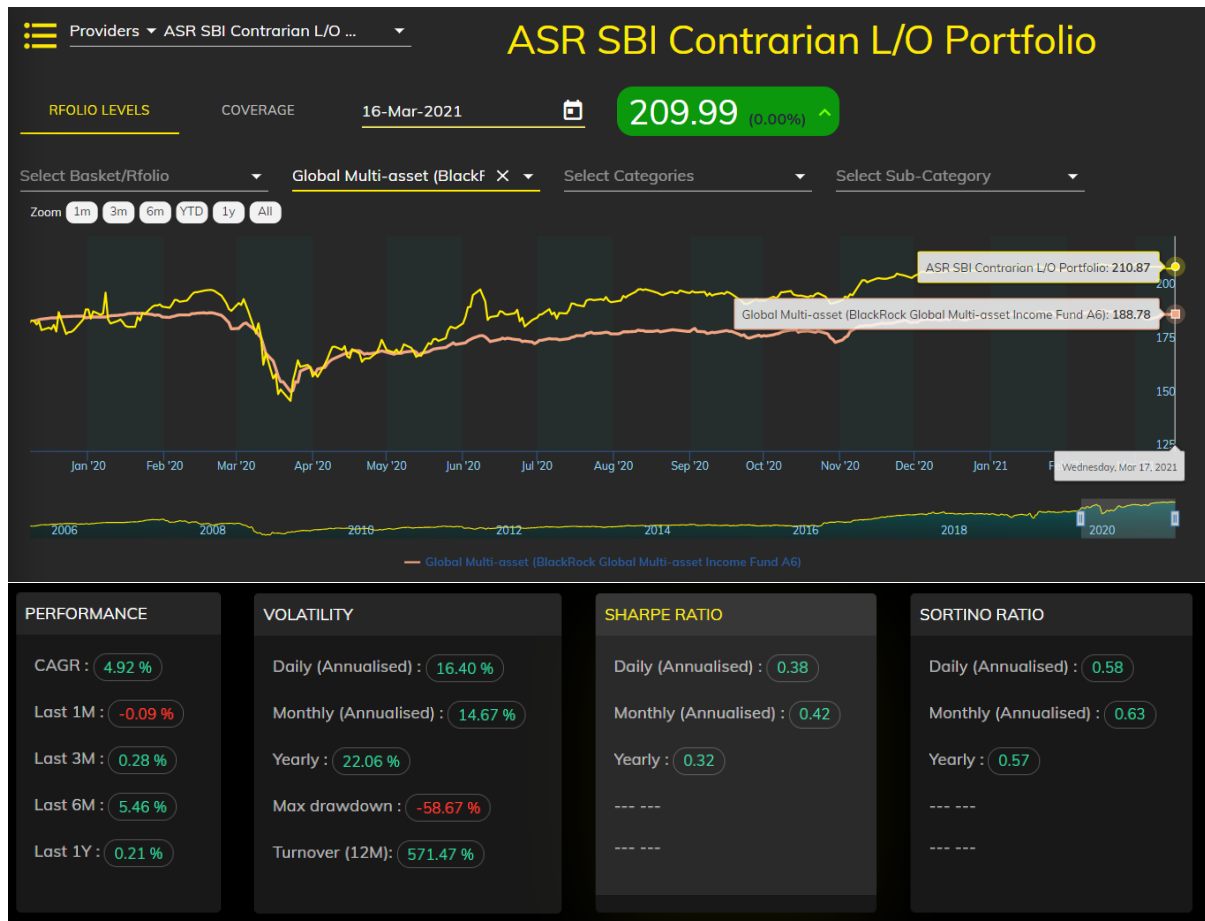 Providers ASR SBI Contrarian L/O ...
ASR SBI Contrarian L/O Portfolio
RFOLIO LEVELS COVERAGE 16-Mar-2021 209.99 (0.00%)
Select Basket/Rfolio Global Multi-asset (BlackR Select Categories Select Sub-Category
Zoom 1m 3m 6m YTD 1y All
ASR SBI Contrarian L/O Portfolio: 210.87
200
Global Multi-asset (BlackRock Global Multi-asset Income Fund A6): 188.78
175
150
125
Jan '20 Feb '20 Mar '20 Apr '20 May '20 Jun '20 Jul '20 Aug '20 Sep '20 Oct '20 Nov '20 Dec '20 Jan '21 F
Wednesday, Mar 17, 2021
2006 2008 2010 2012 2014 2016 2018 2020
Global Multi-asset (BlackRock Global Multi-asset Income Fund A6)
PERFORMANCE
CAGR : 4.92 %
Last 1M : -0.09 %
Last 3M : 0.28 %
Last 6M : 5.46 %
Last 1Y : 0.21 %
VOLATILITY
Daily (Annualised) : 16.40 %
Monthly (Annualised) : 14.67 %
Yearly : 22.06 %
Max drawdown : -58.67 %
Turnover (12M): 571.47 %
SHARPE RATIO
Daily (Annualised) : 0.38
Monthly (Annualised) : 0.42
Yearly : 0.32
--- ---
--- ---
SORTINO RATIO
Daily (Annualised) : 0.58
Monthly (Annualised) : 0.63
Yearly : 0.57
--- ---
--- ---